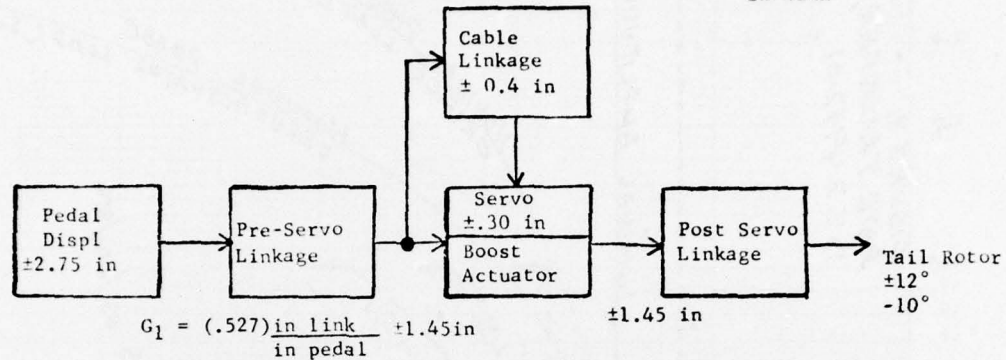 Cable
Linkage
± 0.4 in
Pedal
Displ
±2.75 in
Pre-Servo
Linkage
Servo
±.30 in
Boost
Actuator
Post Servo
Linkage
Tail Rotor
±12°
-10°
G1 = (.527) in link
in pedal
±1.45in
±1.45 in